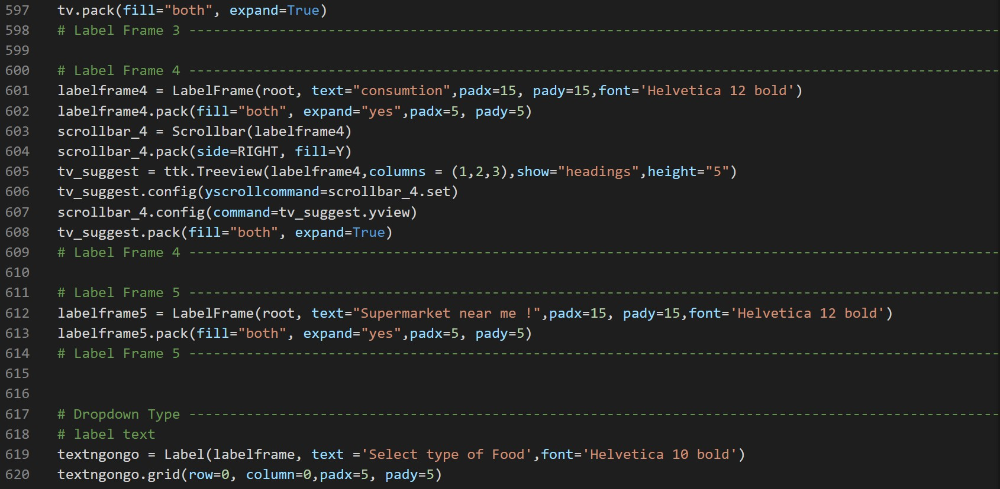 597 tv.pack(fill="both", expand=True)
598 # Label Frame 3 ---------------------------------------------------------------------------------------------------
599
600 # Label Frame 4 ---------------------------------------------------------------------------------------------------
601 labelframe4 = LabelFrame(root, text="consumtion",padx=15, pady=15,font='Helvetica 12 bold')
602 labelframe4.pack(fill="both", expand="yes",padx=5, pady=5)
603 scrollbar_4 = Scrollbar(labelframe4)
604 scrollbar_4.pack(side=RIGHT, fill=Y)
605 tv_suggest = ttk.Treeview(labelframe4,columns = (1,2,3),show="headings",height="5")
606 tv_suggest.config(yscrollcommand=scrollbar_4.set)
607 scrollbar_4.config(command=tv_suggest.yview)
608 tv_suggest.pack(fill="both", expand=True)
609 # Label Frame 4 ---------------------------------------------------------------------------------------------------
610
611 # Label Frame 5 ---------------------------------------------------------------------------------------------------
612 labelframe5 = LabelFrame(root, text="Supermarket near me !",padx=15, pady=15,font='Helvetica 12 bold')
613 labelframe5.pack(fill="both", expand="yes",padx=5, pady=5)
614 # Label Frame 5 ---------------------------------------------------------------------------------------------------
615
616
617 # Dropdown Type ---------------------------------------------------------------------------------------------------
618 # label text
619 textngongo = Label(labelframe, text ='Select type of Food',font='Helvetica 10 bold')
620 textngongo.grid(row=0, column=0,padx=5, pady=5)